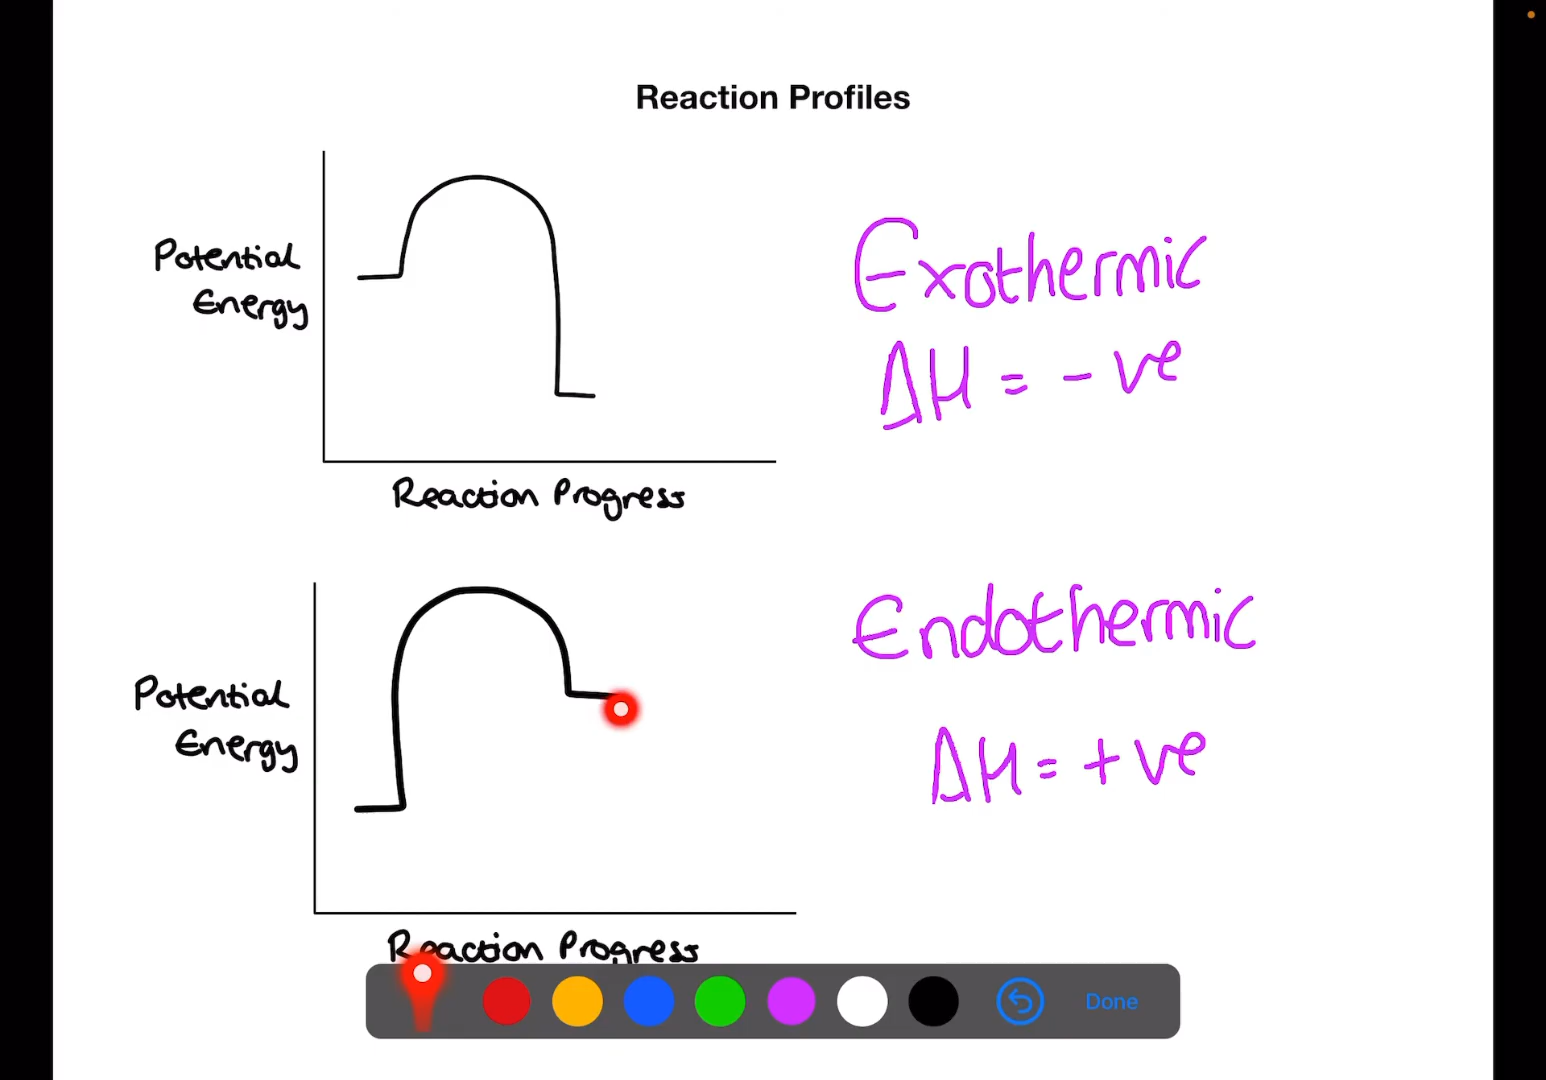 Reaction Profiles
Potential
Energy
Exothermic
ΔH = - ve
Reaction Progress
Potential
Energy
Endothermic
ΔH = + ve
Reaction Progress
Done